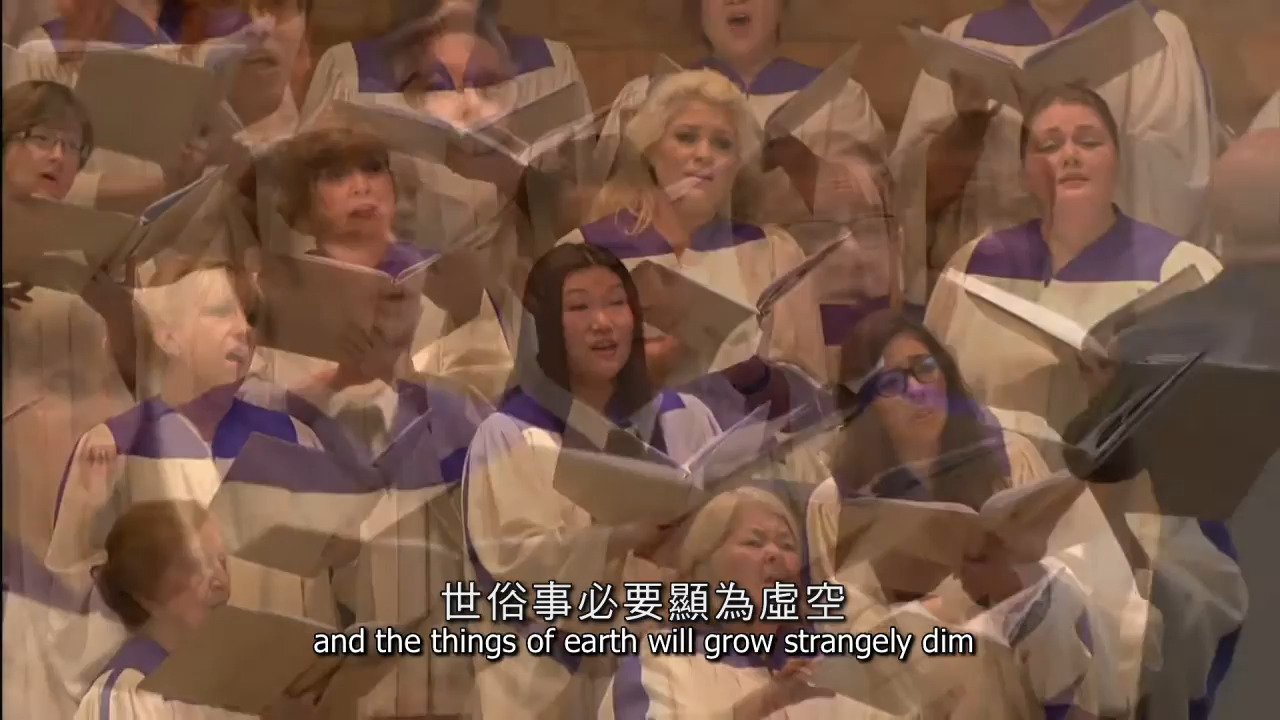 世俗事必要顯為虛空
and the things of earth will grow strangely dim